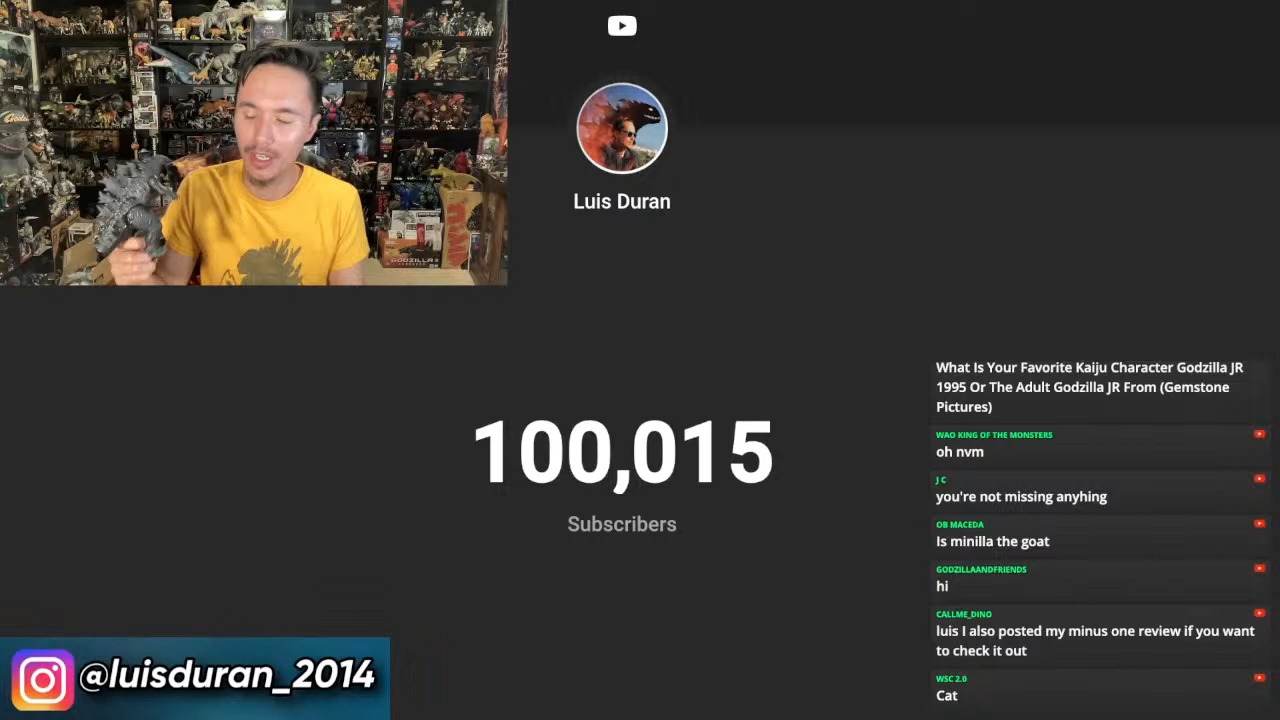 Luis Duran
GODZILLA
100,015
Subscribers
What Is Your Favorite Kaiju Character Godzilla JR
1995 Or The Adult Godzilla JR From (Gemstone
Pictures)
WAO KING OF THE MONSTERS
oh nvm
J C
you're not missing anyhing
OB MACEDA
Is minilla the goat
GODZILLAANDFRIENDS
hi
CALLME_DINO
luis I also posted my minus one review if you want
to check it out
WSC 2.0
Cat
@luisduran_2014